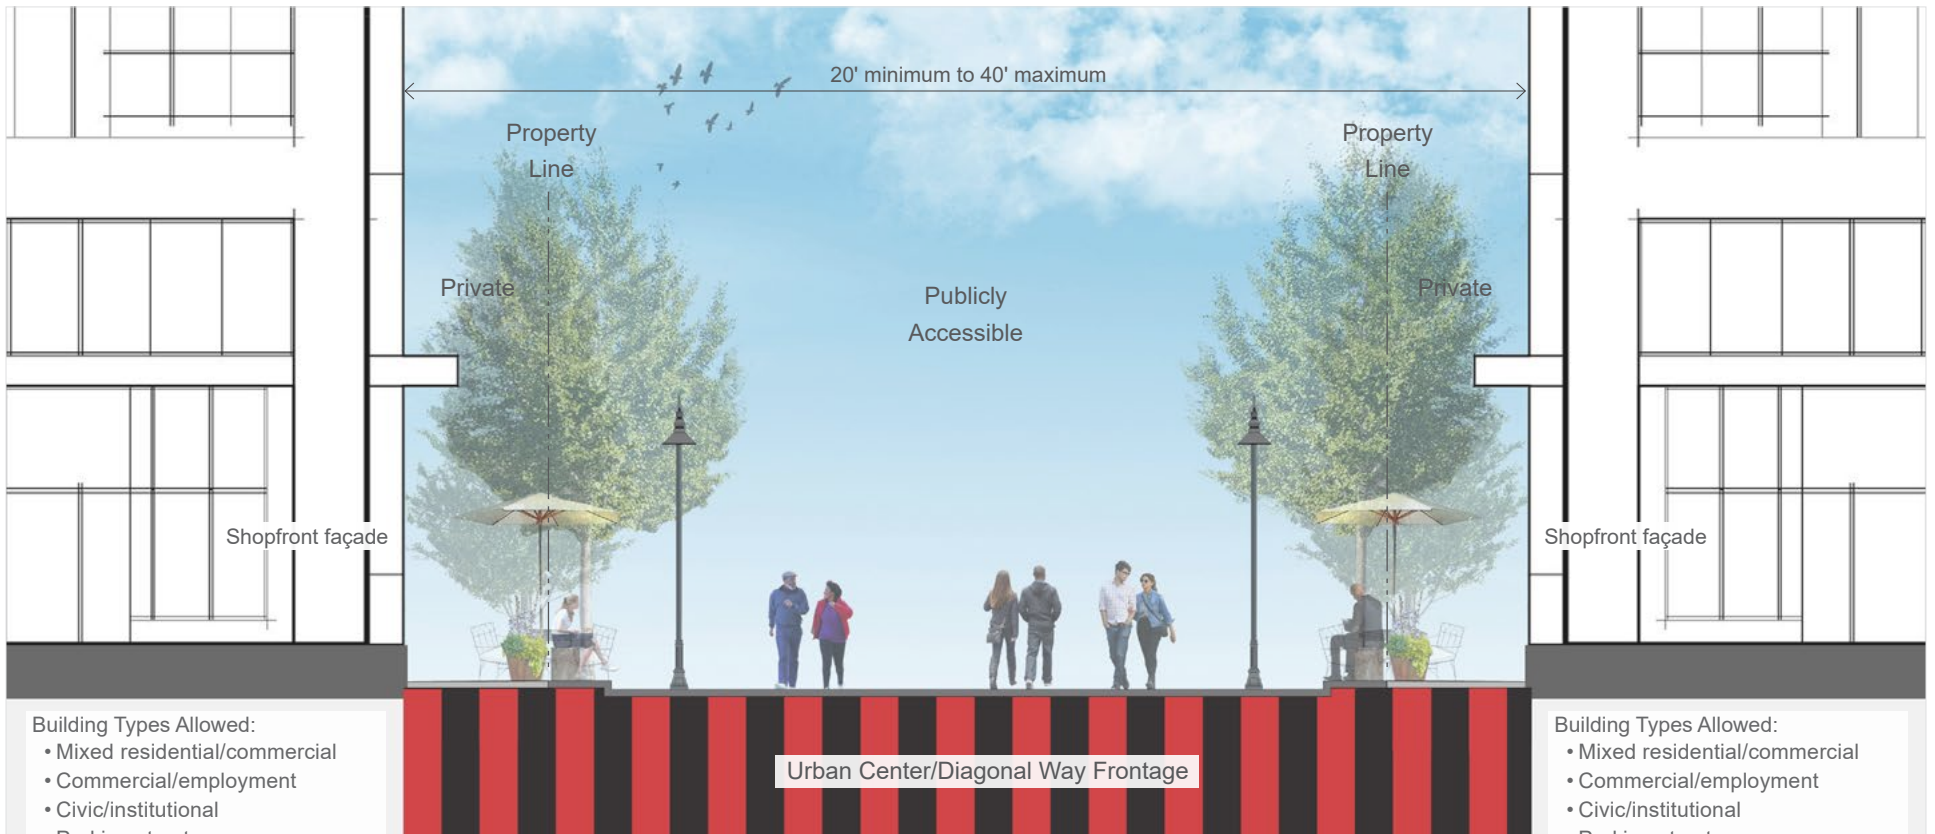 20' minimum to 40' maximum
Property
Line
Property
Line
Private
Publicly
Accessible
Private
Shopfront façade
Shopfront façade
Urban Center/Diagonal Way Frontage
Building Types Allowed:
• Mixed residential/commercial
• Commercial/employment
• Civic/institutional
Building Types Allowed:
• Mixed residential/commercial
• Commercial/employment
• Civic/institutional